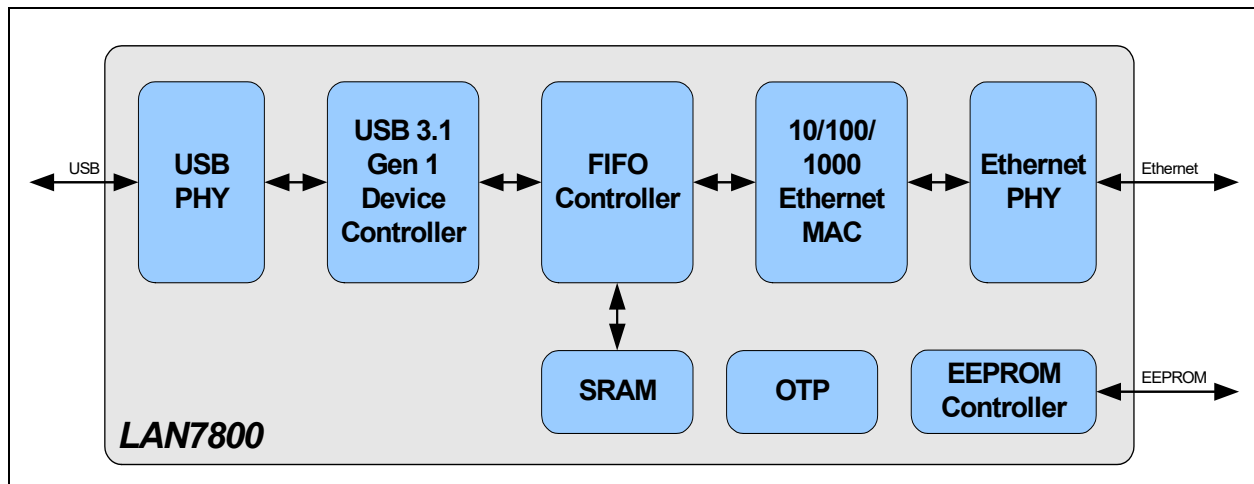 USB
USB
PHY
USB 3.1
Gen 1
Device
Controller
FIFO
Controller
10/100/
1000
Ethernet
MAC
Ethernet
PHY
Ethernet
SRAM
OTP
EEPROM
Controller
EEPROM
LAN7800